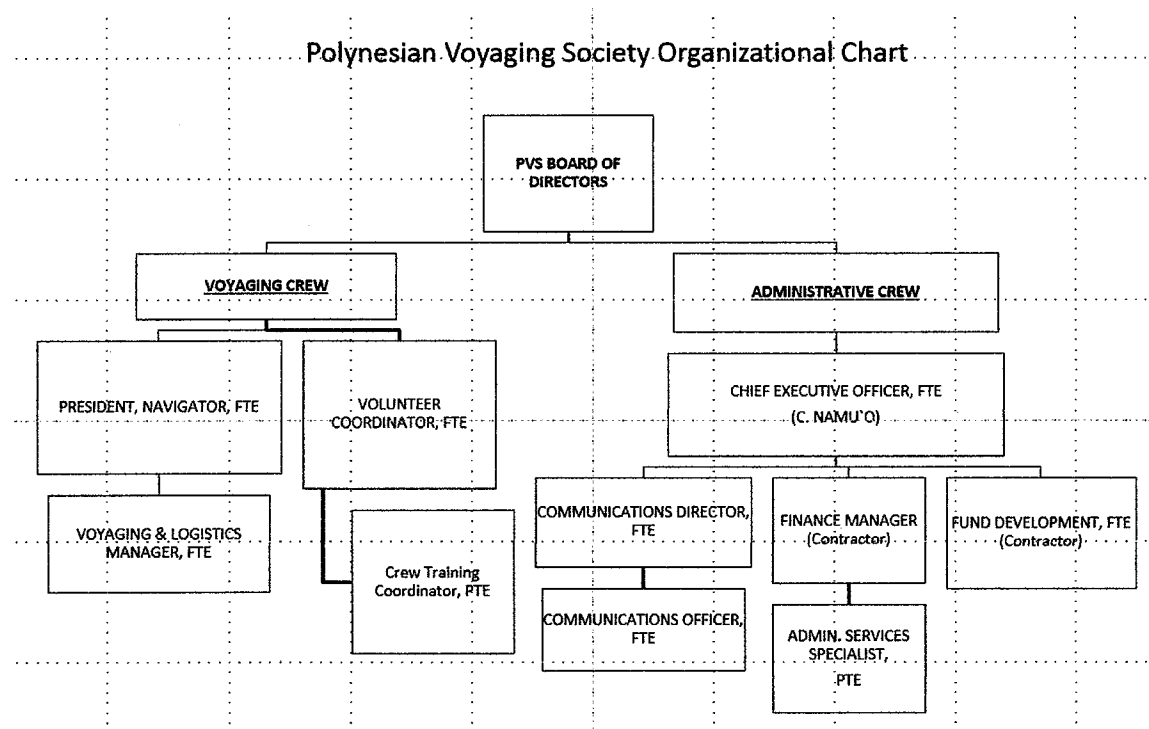 Polynesian Voyaging Society Organizational Chart
PVS BOARD OF
DIRECTORS
VOYAGING CREW
ADMINISTRATIVE CREW
PRESIDENT, NAVIGATOR, FTE
VOLUNTEER
COORDINATOR, FTE
CHIEF EXECUTIVE OFFICER, FTE
(C. NAMU`O)
VOYAGING & LOGISTICS
MANAGER, FTE
Crew Training
Coordinator, PTE
COMMUNICATIONS DIRECTOR,
FTE
FINANCE MANAGER
(Contractor)
FUND DEVELOPMENT, FTE
(Contractor)
COMMUNICATIONS OFFICER,
FTE
ADMIN. SERVICES
SPECIALIST,
PTE